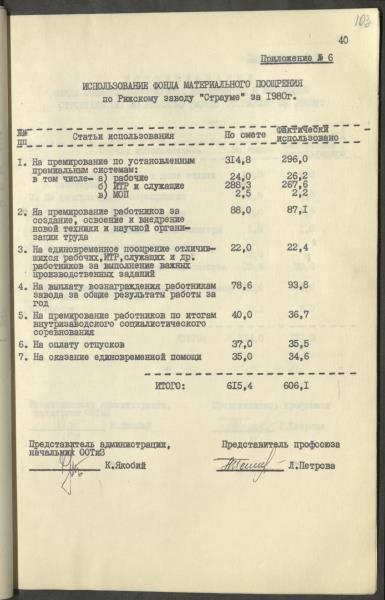 103
40
Приложение № 6
ИСПОЛЬЗОВАНИЕ ФОНДА МАТЕРИАЛЬНОГО ПООЩРЕНИЯ
по Рижскому заводу "Страуме" за 1980г.
№№ пп Статьи использования По смете Фактически использовано
1. На премирование по установленным 314,8 296,0
премиальным системам:
в том числе- а) рабочие 24,0 26,2
б) ИТР и служащие 288,3 267,6
в) МОП 2,5 2,2
2. На премирование работников за 88,0 87,1
создание, освоение и внедрение
новой техники и научной органи-
зации труда
3. На единовременное поощрение отличив- 22,0 22,4
шихся рабочих,ИТР,служащих и др.
работников за выполнение важных
производственных заданий
4. На выплату вознаграждения работникам 78,6 93,8
завода за общие результаты работы за
год
5. На премирование работников по итогам 40,0 36,7
внутризаводского социалистического
соревнования
6. На оплату отпусков 37,0 35,5
7. На оказание единовременной помощи 35,0 34,6
ИТОГО: 615,4 606,1
Представитель администрации, Представитель профсоюза
начальник ООТиЗ
К.Якобий Л.Петрова